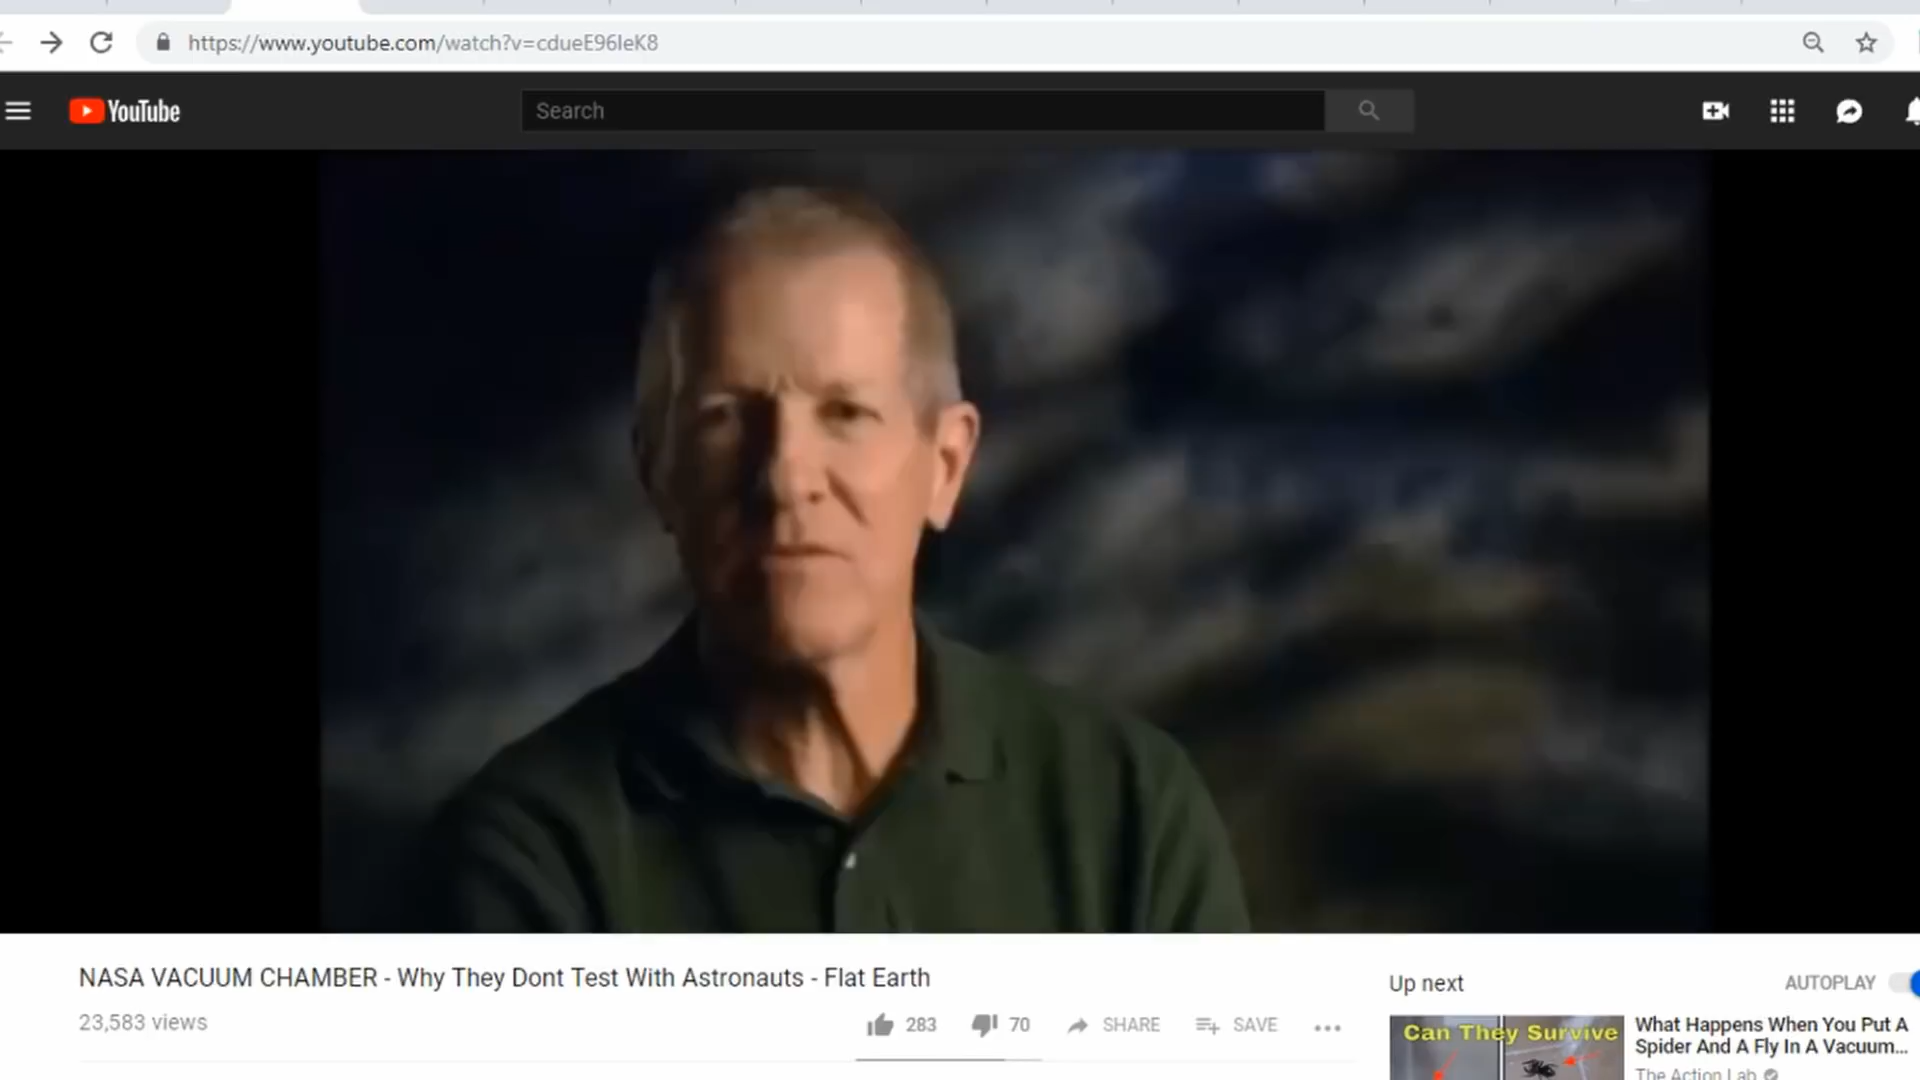 https://www.youtube.com/watch?v=cdueE96IeK8
YouTube
Search
NASA VACUUM CHAMBER - Why They Dont Test With Astronauts - Flat Earth
23,583 views
283
70
SHARE
SAVE
Up next
AUTOPLAY
Can They Survive
What Happens When You Put A
Spider And A Fly In A Vacuum...
The Action Lab